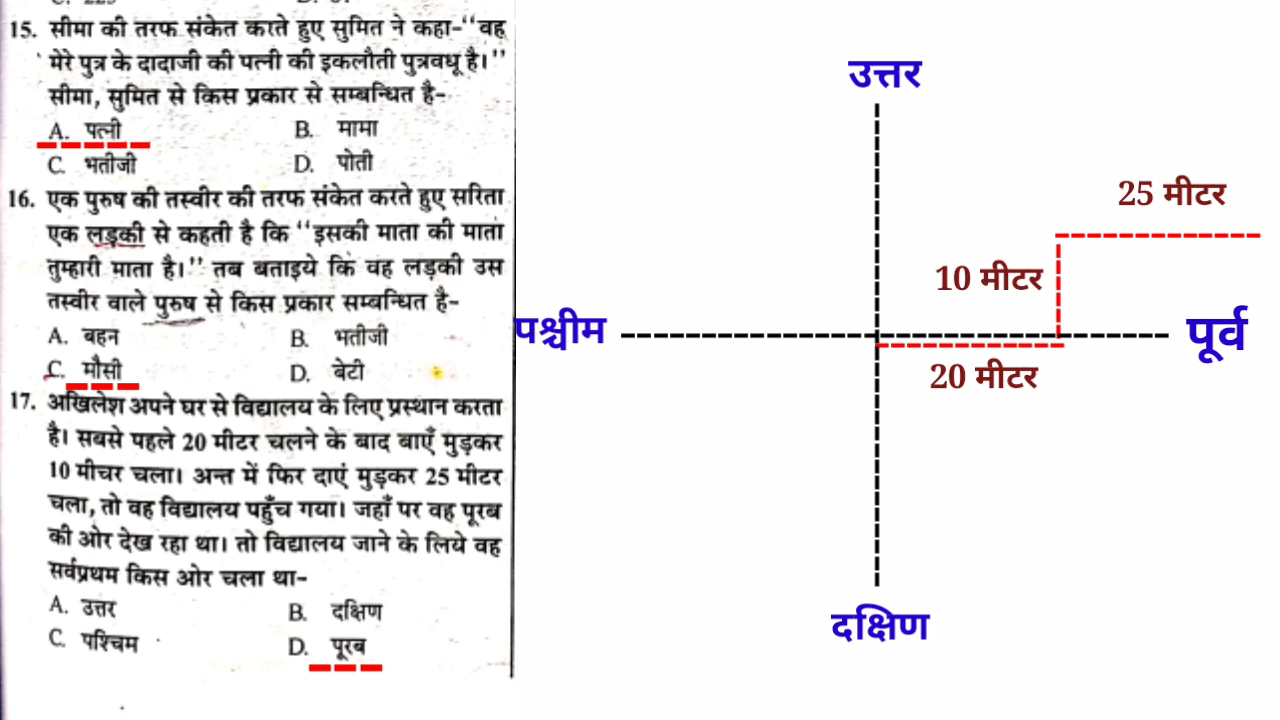 15. सीमा की तरफ संकेत करते हुए सुमित ने कहा-“वह
मेरे पुत्र के दादाजी की पत्नी की इकलौती पुत्रवधू है।”
सीमा, सुमित से किस प्रकार से सम्बन्धित है-
A. पत्नी B. मामा
C. भतीजी D. पोती
16. एक पुरुष की तस्वीर की तरफ संकेत करते हुए सरिता
एक लड़की से कहती है कि “इसकी माता की माता
तुम्हारी माता है।” तब बताइये कि वह लड़की उस
तस्वीर वाले पुरुष से किस प्रकार सम्बन्धित है-
A. बहन B. भतीजी
C. मौसी D. बेटी
17. अखिलेश अपने घर से विद्यालय के लिए प्रस्थान करता
है। सबसे पहले 20 मीटर चलने के बाद बाएँ मुड़कर
10 मीचर चला। अन्त में फिर दाएं मुड़कर 25 मीटर
चला, तो वह विद्यालय पहुँच गया। जहाँ पर वह पूरब
की ओर देख रहा था। तो विद्यालय जाने के लिये वह
सर्वप्रथम किस ओर चला था-
A. उत्तर B. दक्षिण
C. पश्चिम D. पूरब
उत्तर
25 मीटर
10 मीटर
पश्चीम
पूर्व
20 मीटर
दक्षिण